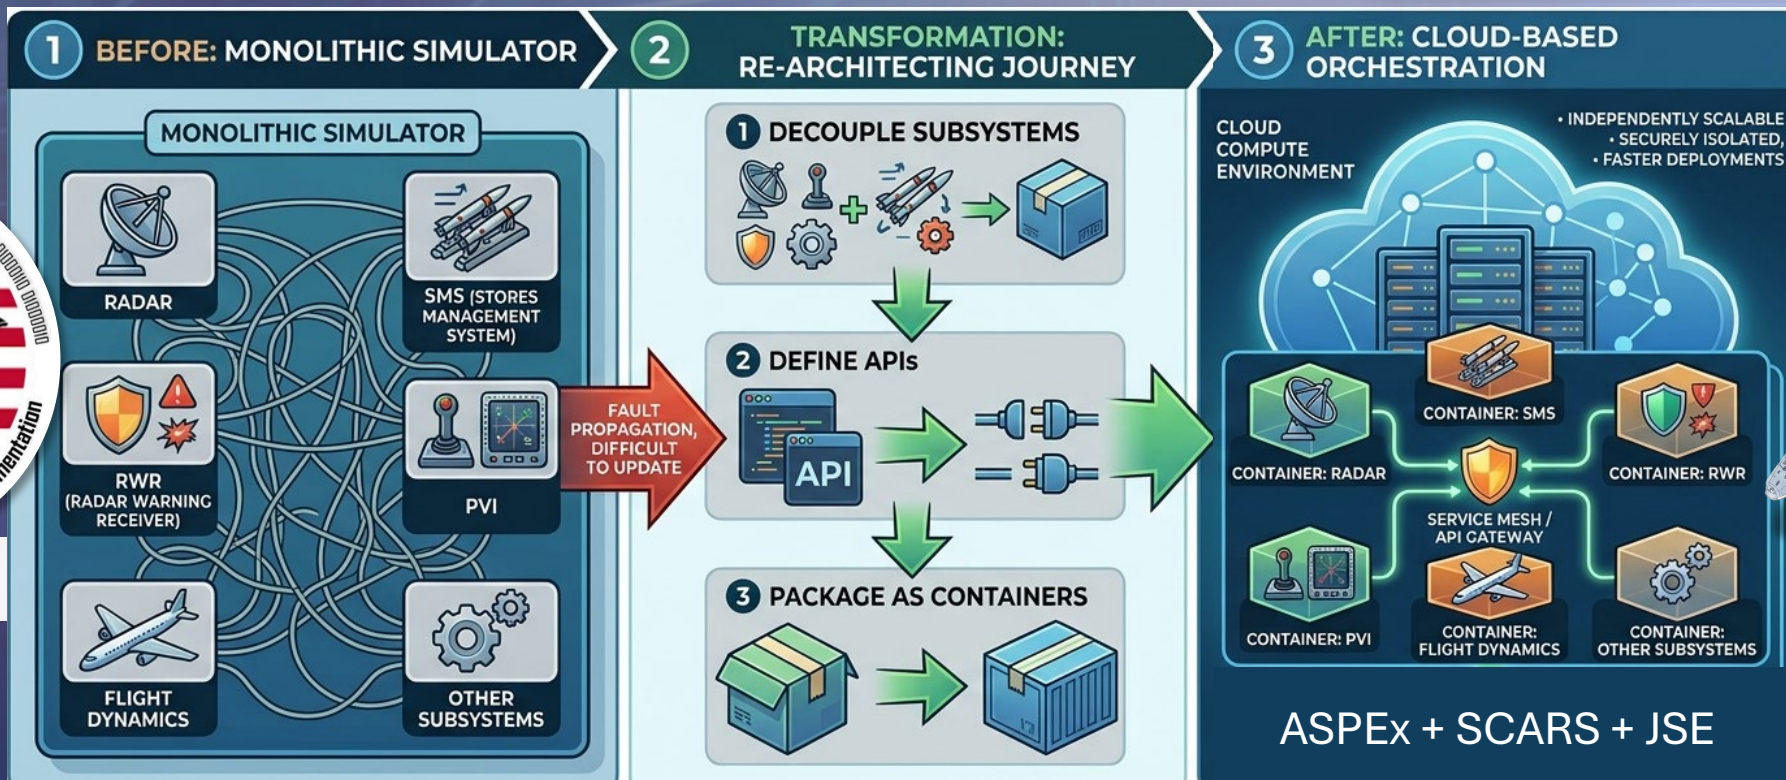 1 BEFORE: MONOLITHIC SIMULATOR
MONOLITHIC SIMULATOR
RADAR
SMS (STORES
MANAGEMENT
SYSTEM)
RWR
(RADAR WARNING
RECEIVER)
PVI
FLIGHT
DYNAMICS
OTHER
SUBSYSTEMS
FAULT
PROPAGATION,
DIFFICULT
TO UPDATE
2 TRANSFORMATION:
RE-ARCHITECTING JOURNEY
1 DECOUPLE SUBSYSTEMS
2 DEFINE APIs
API
3 PACKAGE AS CONTAINERS
3 AFTER: CLOUD-BASED
ORCHESTRATION
CLOUD
COMPUTE
ENVIRONMENT
• INDEPENDENTLY SCALABLE
• SECURELY ISOLATED,
• FASTER DEPLOYMENTS
CONTAINER: SMS
CONTAINER: RADAR
CONTAINER: RWR
SERVICE MESH /
API GATEWAY
CONTAINER: PVI
CONTAINER:
FLIGHT DYNAMICS
CONTAINER:
OTHER SUBSYSTEMS
ASPEx + SCARS + JSE